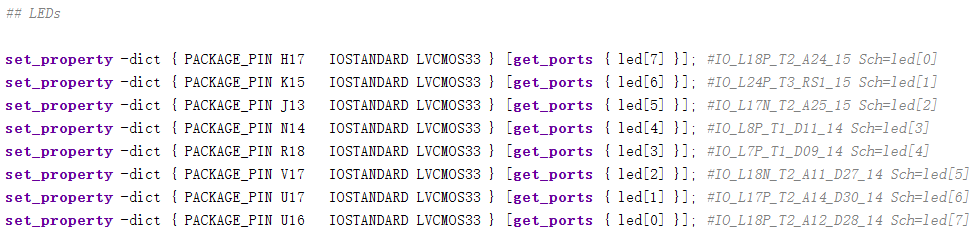 ## LEDs
set_property -dict { PACKAGE_PIN H17   IOSTANDARD LVCMOS33 } [get_ports { led[7] }]; #IO_L18P_T2_A24_15 Sch=led[0]
set_property -dict { PACKAGE_PIN K15   IOSTANDARD LVCMOS33 } [get_ports { led[6] }]; #IO_L24P_T3_RS1_15 Sch=led[1]
set_property -dict { PACKAGE_PIN J13   IOSTANDARD LVCMOS33 } [get_ports { led[5] }]; #IO_L17N_T2_A25_15 Sch=led[2]
set_property -dict { PACKAGE_PIN N14   IOSTANDARD LVCMOS33 } [get_ports { led[4] }]; #IO_L8P_T1_D11_14 Sch=led[3]
set_property -dict { PACKAGE_PIN R18   IOSTANDARD LVCMOS33 } [get_ports { led[3] }]; #IO_L7P_T1_D09_14 Sch=led[4]
set_property -dict { PACKAGE_PIN V17   IOSTANDARD LVCMOS33 } [get_ports { led[2] }]; #IO_L18N_T2_A11_D27_14 Sch=led[5]
set_property -dict { PACKAGE_PIN U17   IOSTANDARD LVCMOS33 } [get_ports { led[1] }]; #IO_L17P_T2_A14_D30_14 Sch=led[6]
set_property -dict { PACKAGE_PIN U16   IOSTANDARD LVCMOS33 } [get_ports { led[0] }]; #IO_L18P_T2_A12_D28_14 Sch=led[7]